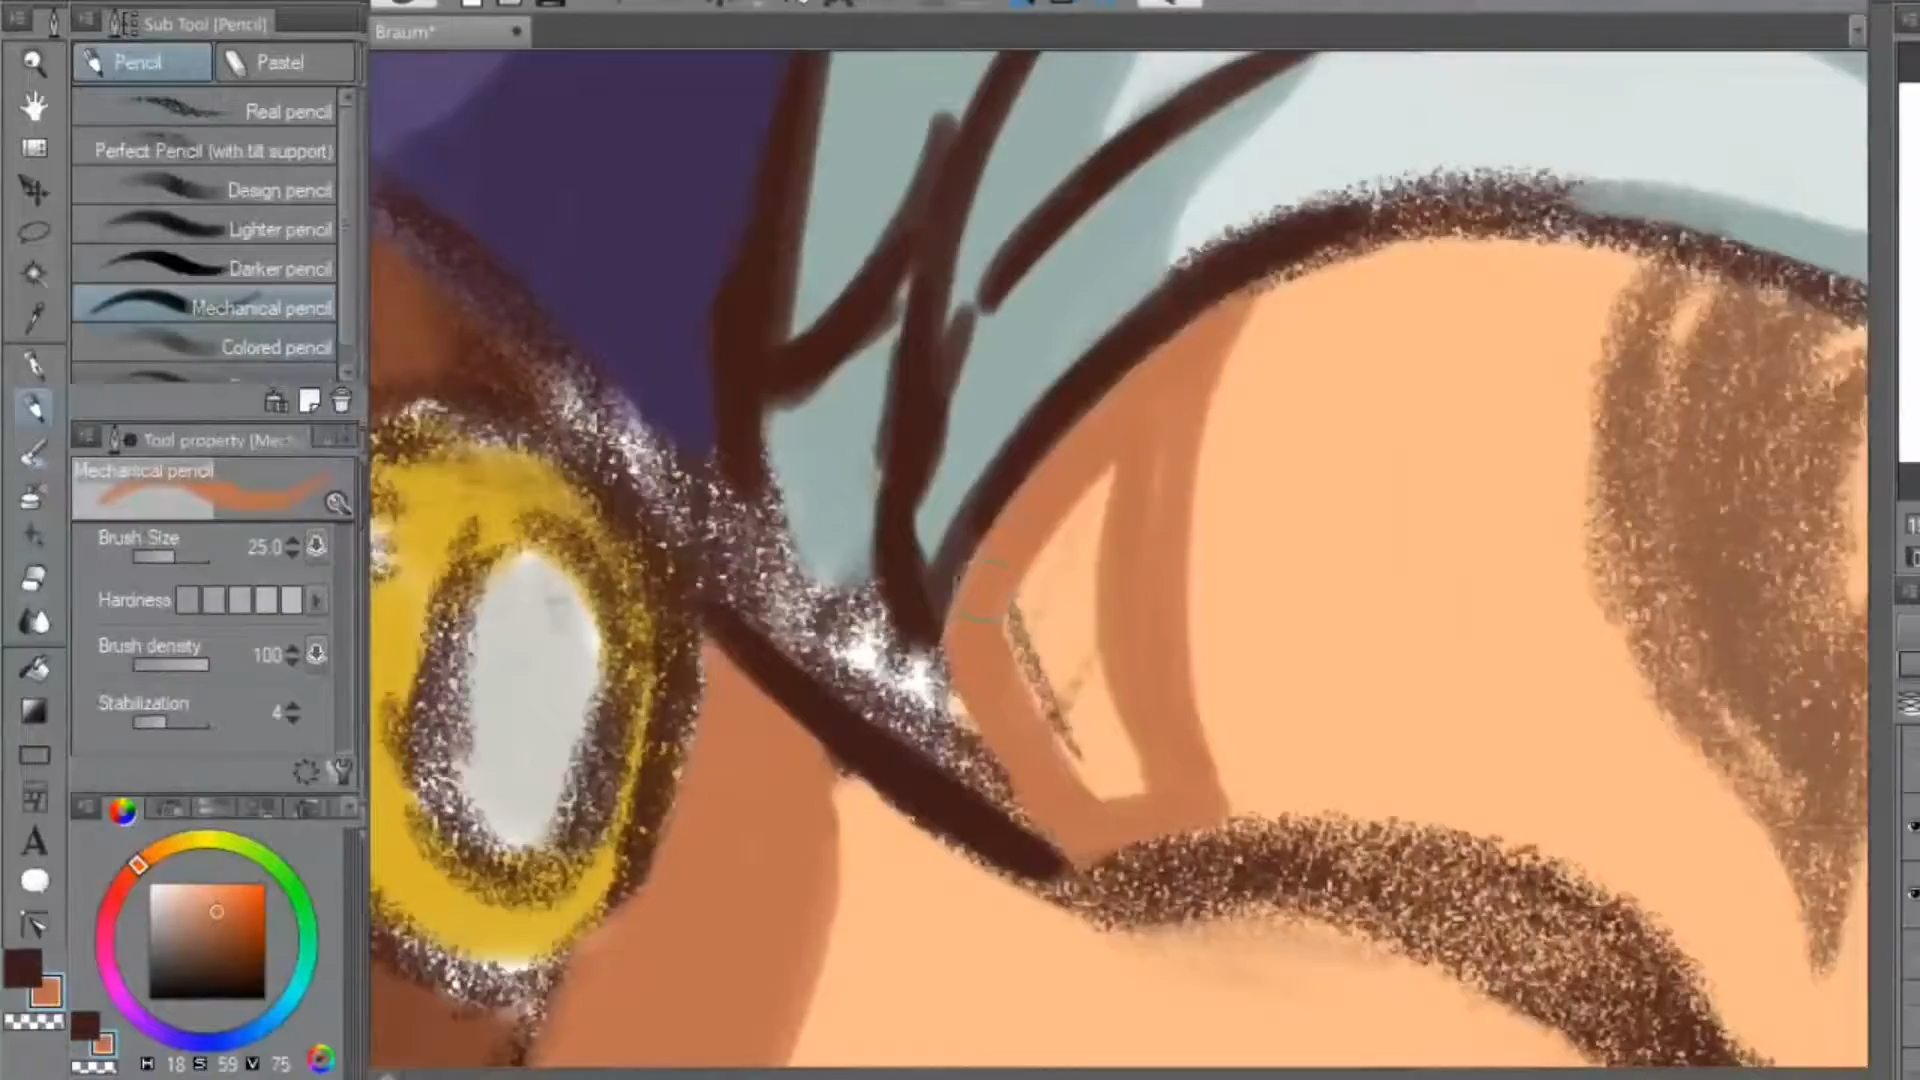 Sub Tool [Pencil]
Braum*
Pencil
Pastel
Real pencil
Perfect Pencil (with tilt support)
Design pencil
Lighter pencil
Darker pencil
Mechanical pencil
Colored pencil
Tool property [Mech
Mechanical pencil
Brush Size 25.0
Hardness
Brush density 100
Stabilization 4
A
H 18 S 59 V 75